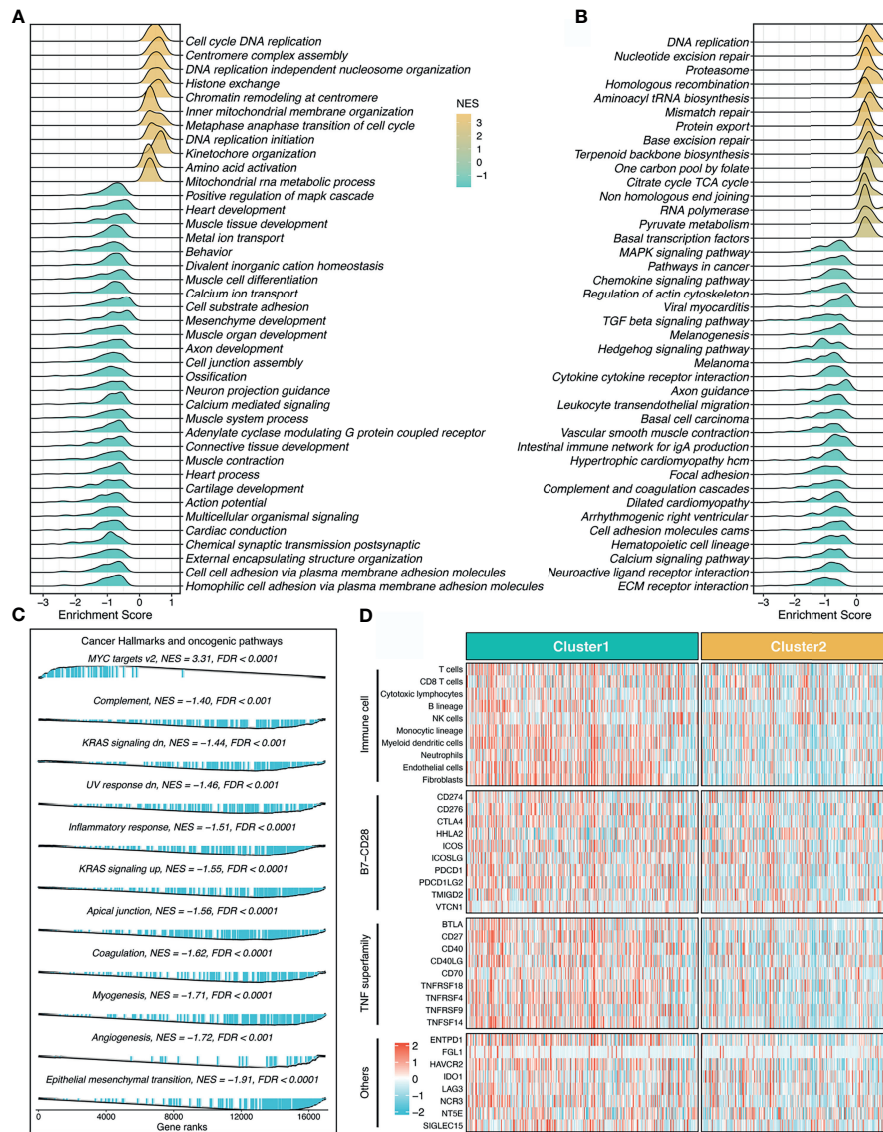 A
Cell cycle DNA replication
Centromere complex assembly
DNA replication independent nucleosome organization
Histone exchange
Chromatin remodeling at centromere
Inner mitochondrial membrane organization
Metaphase anaphase transition of cell cycle
DNA replication initiation
Kinetochore organization
Amino acid activation
Mitochondrial rna metabolic process
Positive regulation of mapk cascade
Heart development
Muscle tissue development
Metal ion transport
Behavior
Divalent inorganic cation homeostasis
Muscle cell differentiation
Calcium ion transport
Cell substrate adhesion
Mesenchyme development
Muscle organ development
Axon development
Cell junction assembly
Ossification
Neuron projection guidance
Calcium mediated signaling
Muscle system process
Adenylate cyclase modulating G protein coupled receptor
Connective tissue development
Muscle contraction
Heart process
Cartilage development
Action potential
Multicellular organismal signaling
Cardiac conduction
Chemical synaptic transmission postsynaptic
External encapsulating structure organization
Cell cell adhesion via plasma membrane adhesion molecules
Homophilic cell adhesion via plasma membrane adhesion molecules
−3 −2 −1 0 1
Enrichment Score
NES
3
2
1
0
−1
B
DNA replication
Nucleotide excision repair
Proteasome
Homologous recombination
Aminoacyl tRNA biosynthesis
Mismatch repair
Protein export
Base excision repair
Terpenoid backbone biosynthesis
One carbon pool by folate
Citrate cycle TCA cycle
Non homologous end joining
RNA polymerase
Pyruvate metabolism
Basal transcription factors
MAPK signaling pathway
Pathways in cancer
Chemokine signaling pathway
Regulation of actin cytoskeleton
Viral myocarditis
TGF beta signaling pathway
Melanogenesis
Hedgehog signaling pathway
Melanoma
Cytokine cytokine receptor interaction
Axon guidance
Leukocyte transendothelial migration
Basal cell carcinoma
Vascular smooth muscle contraction
Intestinal immune network for igA production
Hypertrophic cardiomyopathy hcm
Focal adhesion
Complement and coagulation cascades
Dilated cardiomyopathy
Arrhythmogenic right ventricular
Cell adhesion molecules cams
Hematopoietic cell lineage
Calcium signaling pathway
Neuroactive ligand receptor interaction
ECM receptor interaction
−3 −2 −1 0
Enrichment Score
C
Cancer Hallmarks and oncogenic pathways
MYC targets v2, NES = 3.31, FDR < 0.0001
Complement, NES = −1.40, FDR < 0.001
KRAS signaling dn, NES = −1.44, FDR < 0.001
UV response dn, NES = −1.46, FDR < 0.001
Inflammatory response, NES = −1.51, FDR < 0.0001
KRAS signaling up, NES = −1.55, FDR < 0.0001
Apical junction, NES = −1.56, FDR < 0.0001
Coagulation, NES = −1.62, FDR < 0.0001
Myogenesis, NES = −1.71, FDR < 0.0001
Angiogenesis, NES = −1.72, FDR < 0.001
Epithelial mesenchymal transition, NES = −1.91, FDR < 0.0001
0 4000 8000 12000 16000
Gene ranks
D
Cluster1 Cluster2
Immune cell
T cells
CD8 T cells
Cytotoxic lymphocytes
B lineage
NK cells
Monocytic lineage
Myeloid dendritic cells
Neutrophils
Endothelial cells
Fibroblasts
B7−CD28
CD274
CD276
CTLA4
HHLA2
ICOS
ICOSLG
PDCD1
PDCD1LG2
TMIGD2
VTCN1
TNF superfamily
BTLA
CD27
CD40
CD40LG
CD70
TNFRSF18
TNFRSF4
TNFRSF9
TNFSF14
Others
ENTPD1
FGL1
HAVCR2
IDO1
LAG3
NCR3
NT5E
SIGLEC15
2
1
0
−1
−2